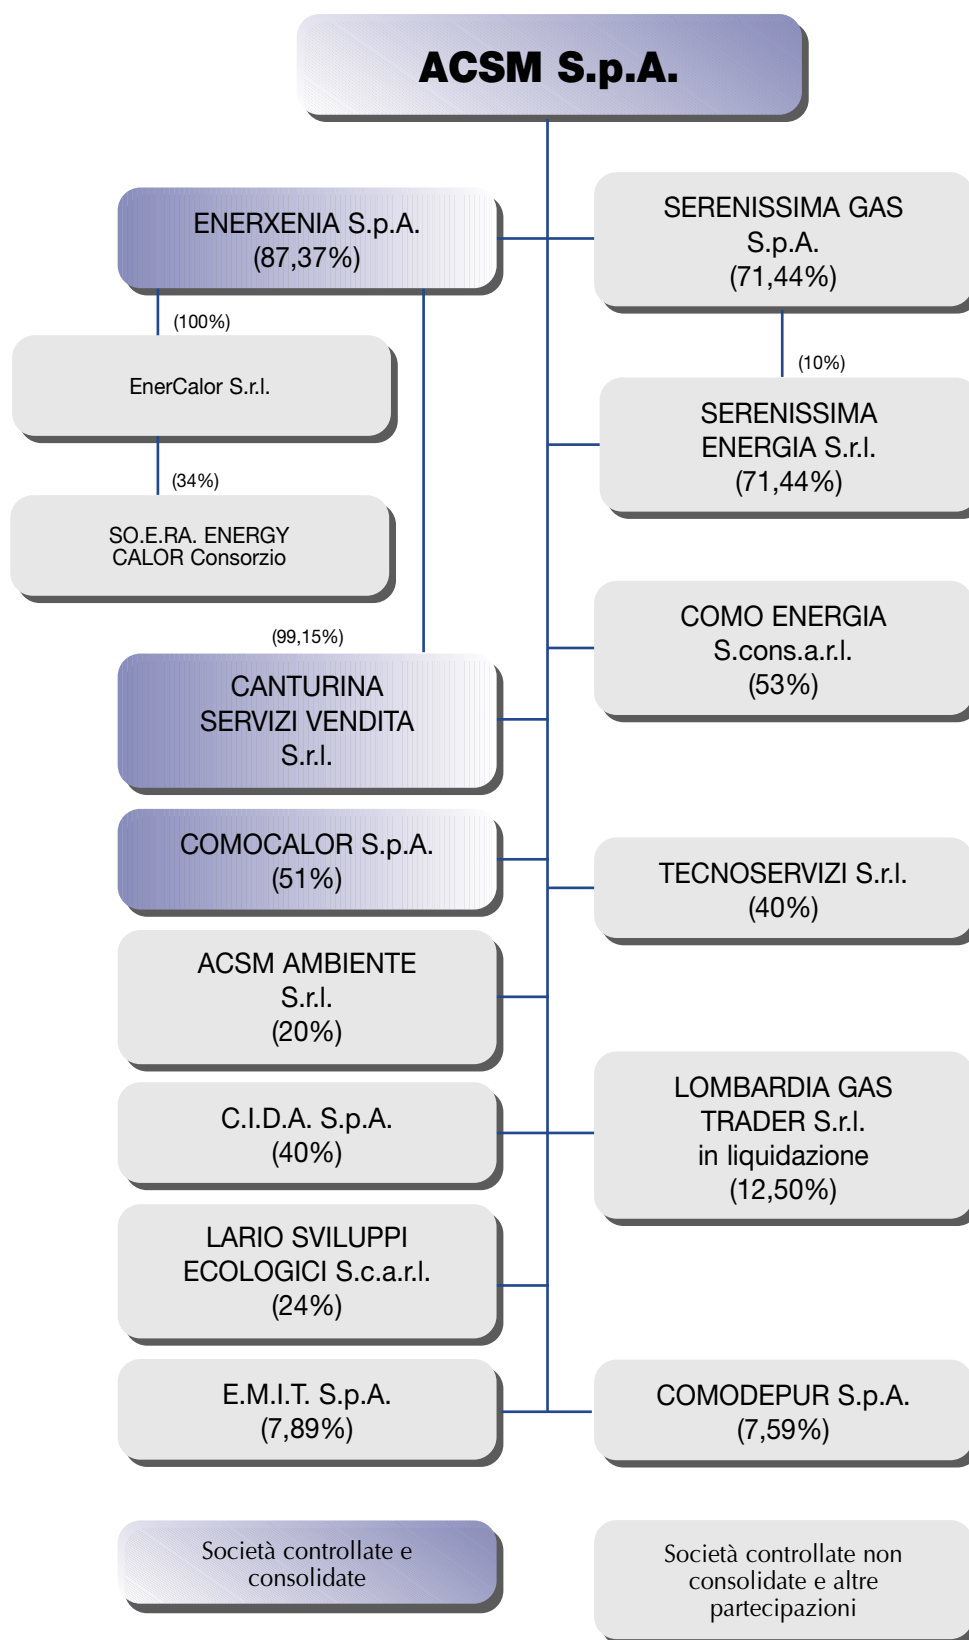 ACSM S.p.A.
ENERXENIA S.p.A.
(87,37%)
SERENISSIMA GAS
S.p.A.
(71,44%)
(100%)
EnerCalor S.r.l.
(10%)
SERENISSIMA
ENERGIA S.r.l.
(71,44%)
(34%)
SO.E.RA. ENERGY
CALOR Consorzio
COMO ENERGIA
S.cons.a.r.l.
(53%)
(99,15%)
CANTURINA
SERVIZI VENDITA
S.r.l.
COMOCALOR S.p.A.
(51%)
TECNOSERVIZI S.r.l.
(40%)
ACSM AMBIENTE
S.r.l.
(20%)
C.I.D.A. S.p.A.
(40%)
LOMBARDIA GAS
TRADER S.r.l.
in liquidazione
(12,50%)
LARIO SVILUPPI
ECOLOGICI S.c.a.r.l.
(24%)
E.M.I.T. S.p.A.
(7,89%)
COMODEPUR S.p.A.
(7,59%)
Società controllate e
consolidate
Società controllate non
consolidate e altre
partecipazioni